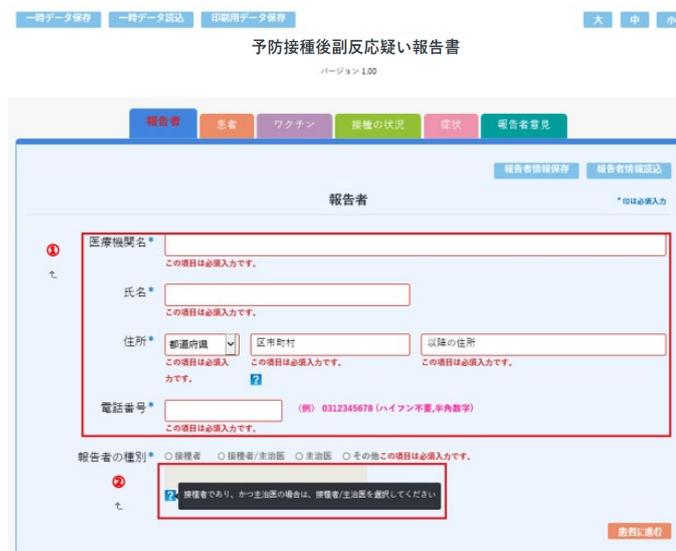 一時データ保存 一時データ読込 印刷用データ保存 大 中 小
予防接種後副反応疑い報告書
バージョン 1.00
報告者 患者 ワクチン 接種の状況 症状 報告者意見
報告者情報保存 報告者情報読込
報告者
*印は必須入力
① 医療機関名*
この項目は必須入力です。
氏名*
この項目は必須入力です。
住所* 都道府県 区市町村 以降の住所
この項目は必須入
力です。 この項目は必須入力です。 この項目は必須入力です。
?
電話番号* (例) 0312345678 (ハイフン不要,半角数字)
この項目は必須入力です。
報告者の種別* 接種者 接種者/主治医 主治医 その他 この項目は必須入力です。
② ? 接種者であり、かつ主治医の場合は、接種者/主治医を選択してください
患者に進む